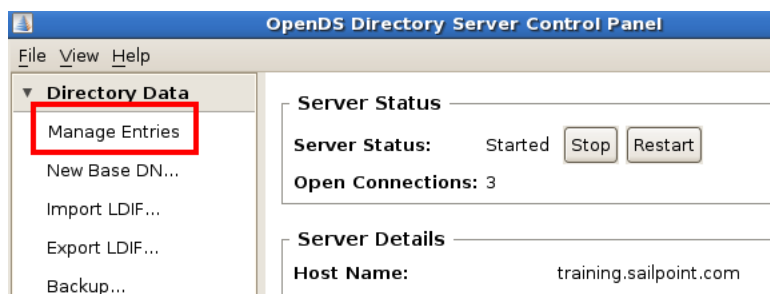 OpenDS Directory Server Control Panel
File View Help
Directory Data
Manage Entries
New Base DN...
Import LDIF...
Export LDIF...
Backup...
Server Status
Server Status: Started Stop Restart
Open Connections: 3
Server Details
Host Name: training.sailpoint.com